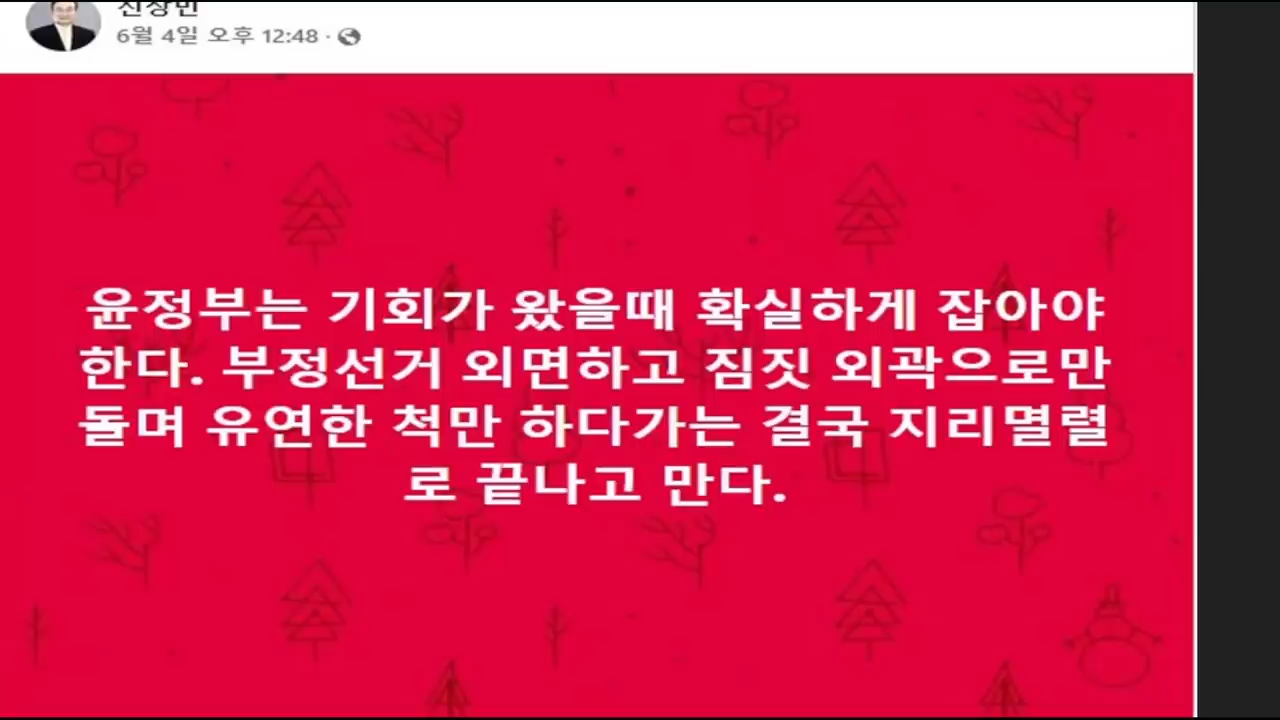 6월 4일 오후 12:48 ·
윤정부는 기회가 왔을때 확실하게 잡아야
한다. 부정선거 외면하고 짐짓 외곽으로만
돌며 유연한 척만 하다가는 결국 지리멸렬
로 끝나고 만다.